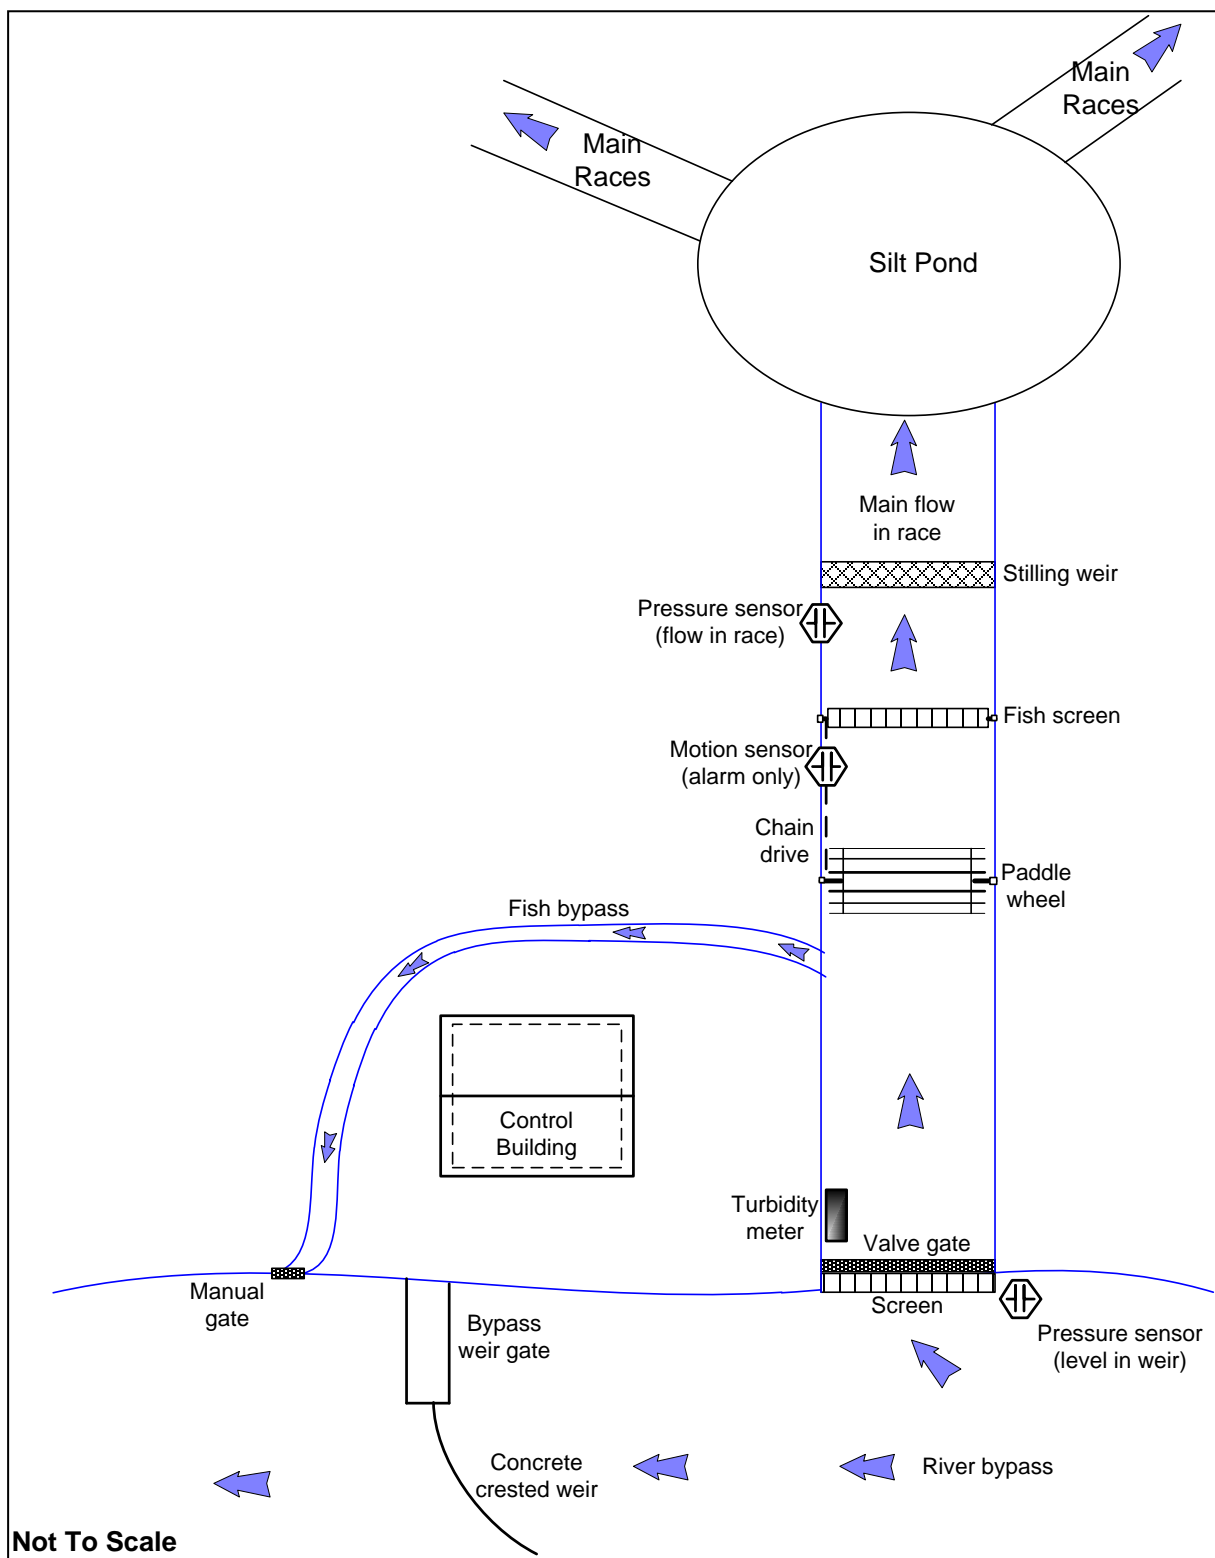 Main
Races
Main
Races
Silt Pond
Main flow
in race
Stilling weir
Pressure sensor
(flow in race)
Fish screen
Motion sensor
(alarm only)
Chain
drive
Paddle
wheel
Fish bypass
Control
Building
Turbidity
meter
Valve gate
Manual
gate
Screen
Bypass
weir gate
Pressure sensor
(level in weir)
Concrete
crested weir
River bypass
Not To Scale